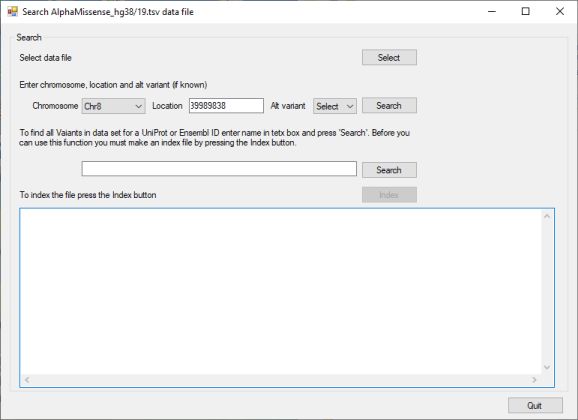 Search AlphaMissense_hg38/19.tsv data file
Search
Select data file
Select
Enter chromosome, location and alt variant (if known)
Chromosome Chr8 Location 39989838 Alt variant Select Search
To find all Vaiants in data set for a UniProt or Ensembl ID enter name in tetx box and press 'Search'. Before you
can use this function you must make an index file by pressing the Index button.
Search
To index the file press the Index button
Index
Quit